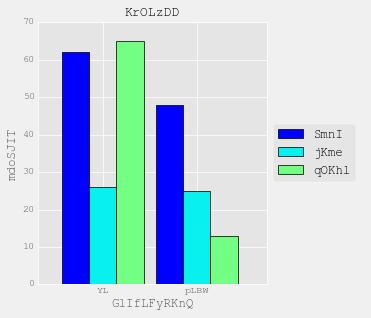 KrOLzDD
70
60
50
40
30
20
10
0
mdoSJIT
YL
pLBW
GlIfLFyRKnQ
SmnI
jKme
qOKhl